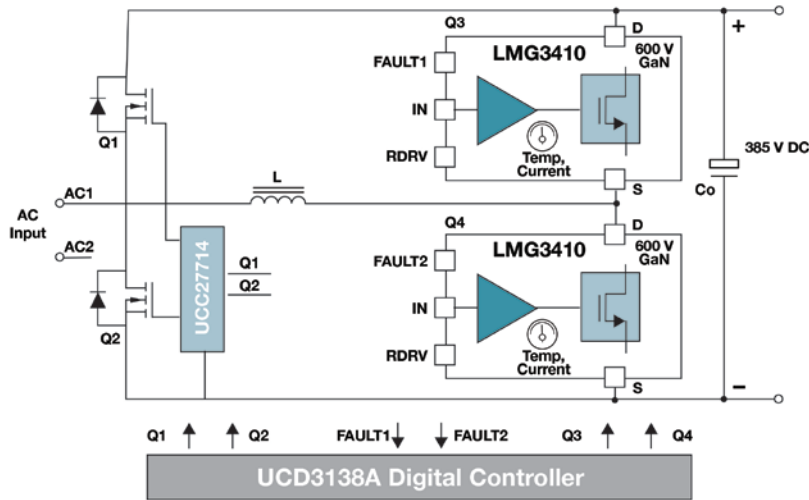 Q3
D
LMG3410
600 V
GaN
FAULT1
IN
RDRV
Temp,
Current
S
+
Q1
L
AC1
AC
Input
AC2
385 V DC
Co
Q4
D
LMG3410
600 V
GaN
FAULT2
IN
RDRV
Temp,
Current
S
UCC27714
Q1
Q2
Q2
–
Q1
Q2
FAULT1
FAULT2
Q3
Q4
UCD3138A Digital Controller